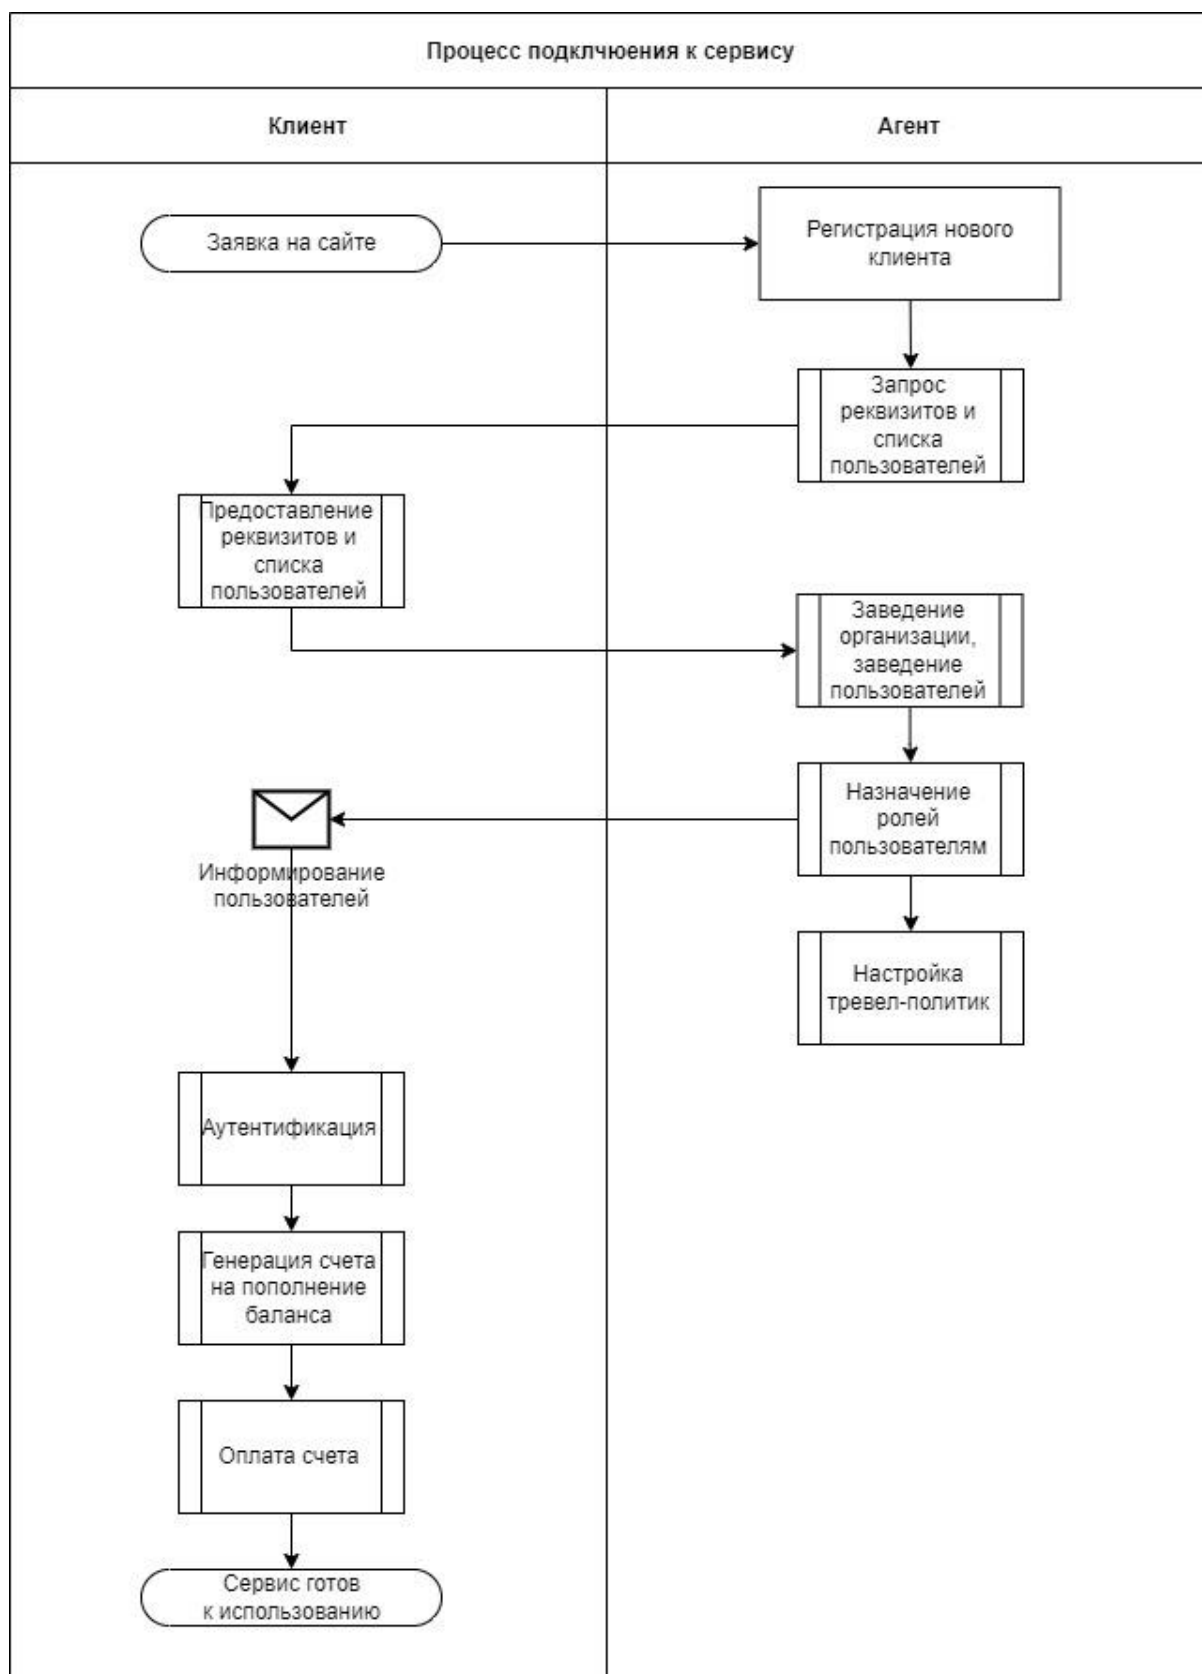 Процесс подклчюения к сервису
Клиент
Агент
Заявка на сайте
Регистрация нового
клиента
Запрос
реквизитов и
списка
пользователей
Предоставление
реквизитов и
списка
пользователей
Заведение
организации,
заведение
пользователей
Назначение
ролей
пользователям
Информирование
пользователей
Настройка
тревел-политик
Аутентификация
Генерация счета
на пополнение
баланса
Оплата счета
Сервис готов
к использованию